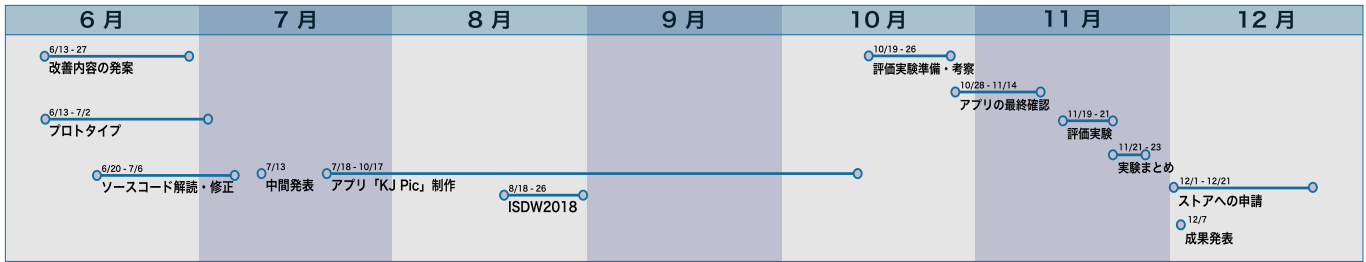 6 月
7 月
8 月
9 月
10 月
11 月
12 月
6/13 - 27
改善内容の発案
6/13 - 7/2
プロトタイプ
6/20 - 7/6
ソースコード解読・修正
7/13
中間発表
7/18 - 10/17
アプリ「KJ Pic」制作
8/18 - 26
ISDW2018
10/19 - 26
評価実験準備・考察
10/28 - 11/14
アプリの最終確認
11/19 - 21
評価実験
11/21 - 23
実験まとめ
12/1 - 12/21
ストアへの申請
12/7
成果発表